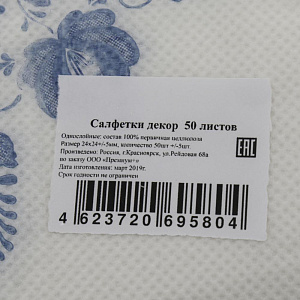 Салфетки декор 50 листов
Однослойные: состав 100% первичная целлюлоза
Размер 24х24+/-5мм, количество 50шт +/-5шт
Произведено: Россия, г.Красноярск, ул.Рейдовая 68а
по заказу ООО «Премиум+»
Дата изготовления: март 2019г.
Срок годности не ограничен
EAC
4 623720 695804